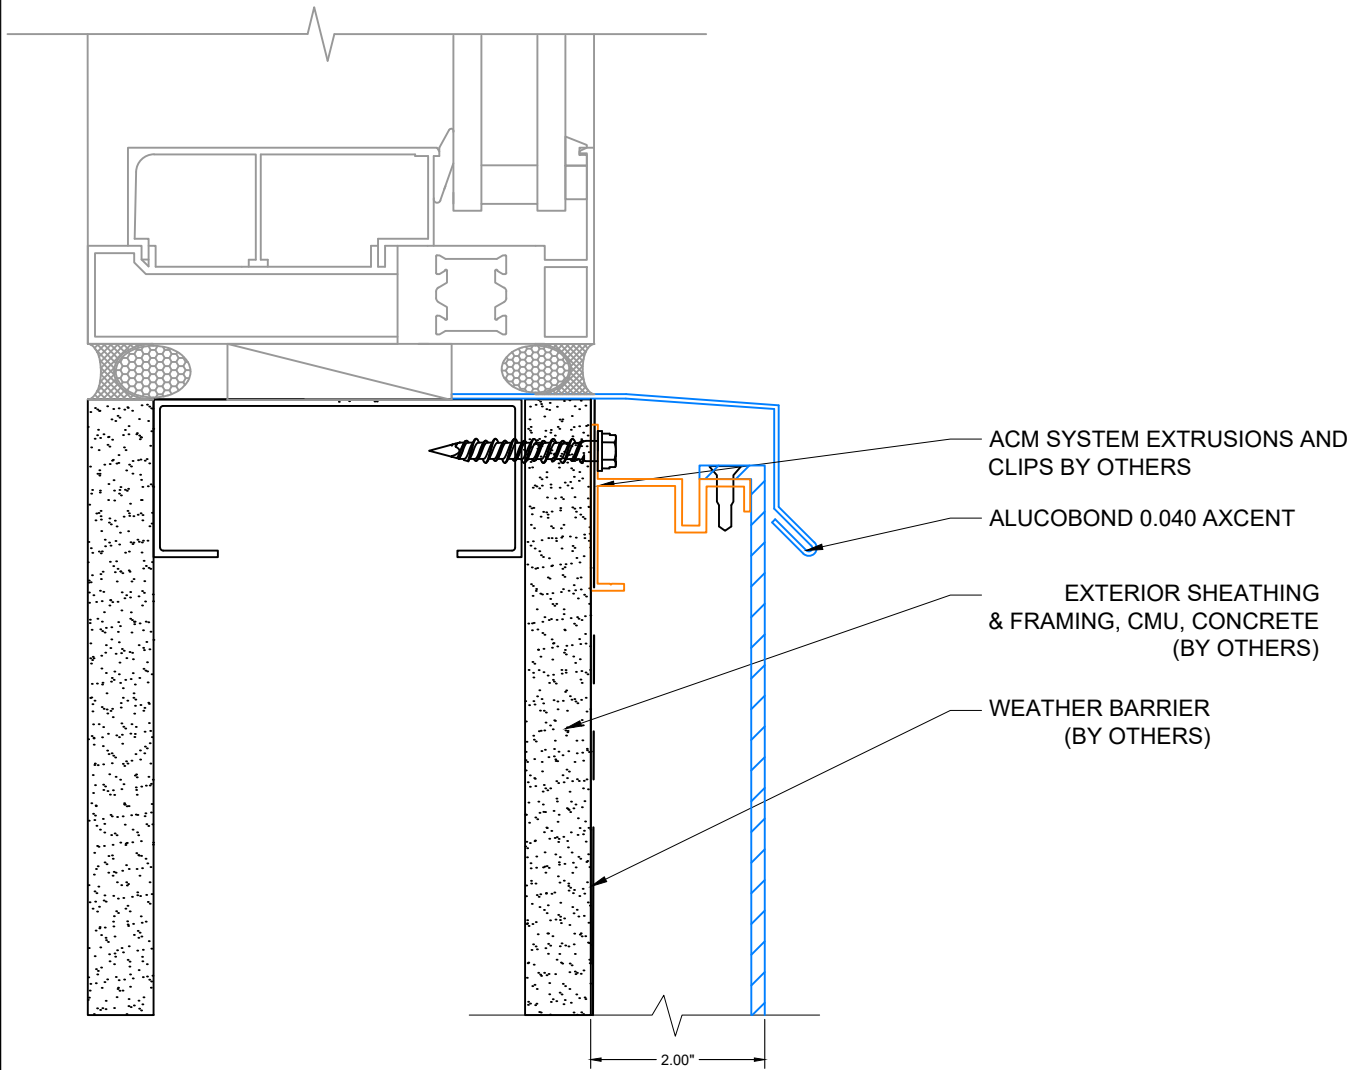 ACM SYSTEM EXTRUSIONS AND
CLIPS BY OTHERS
ALUCOBOND 0.040 AXCENT
EXTERIOR SHEATHING
& FRAMING, CMU, CONCRETE
(BY OTHERS)
WEATHER BARRIER
(BY OTHERS)
2.00"